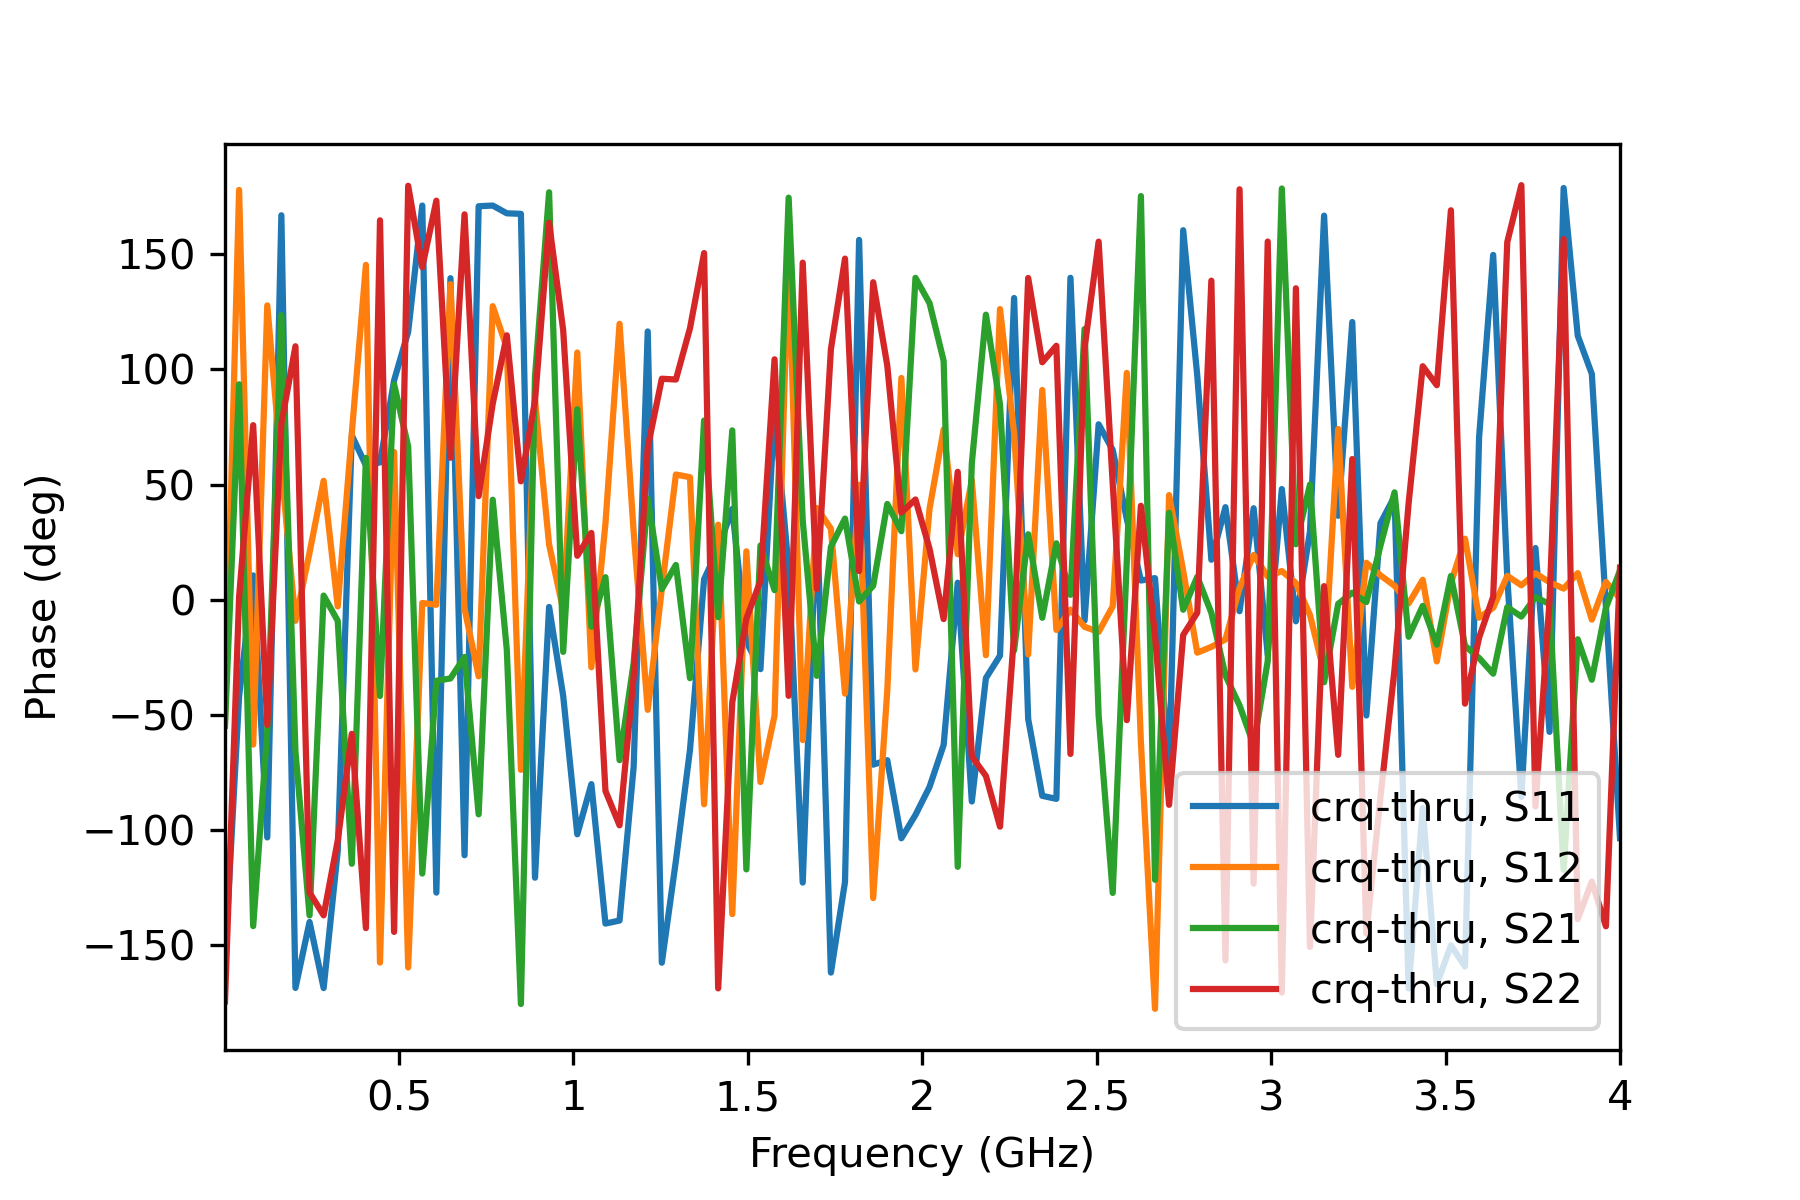 Phase (deg)
150
100
50
0
−50
−100
−150
crq-thru, S11
crq-thru, S12
crq-thru, S21
crq-thru, S22
0.5 1 1.5 2 2.5 3 3.5 4
Frequency (GHz)